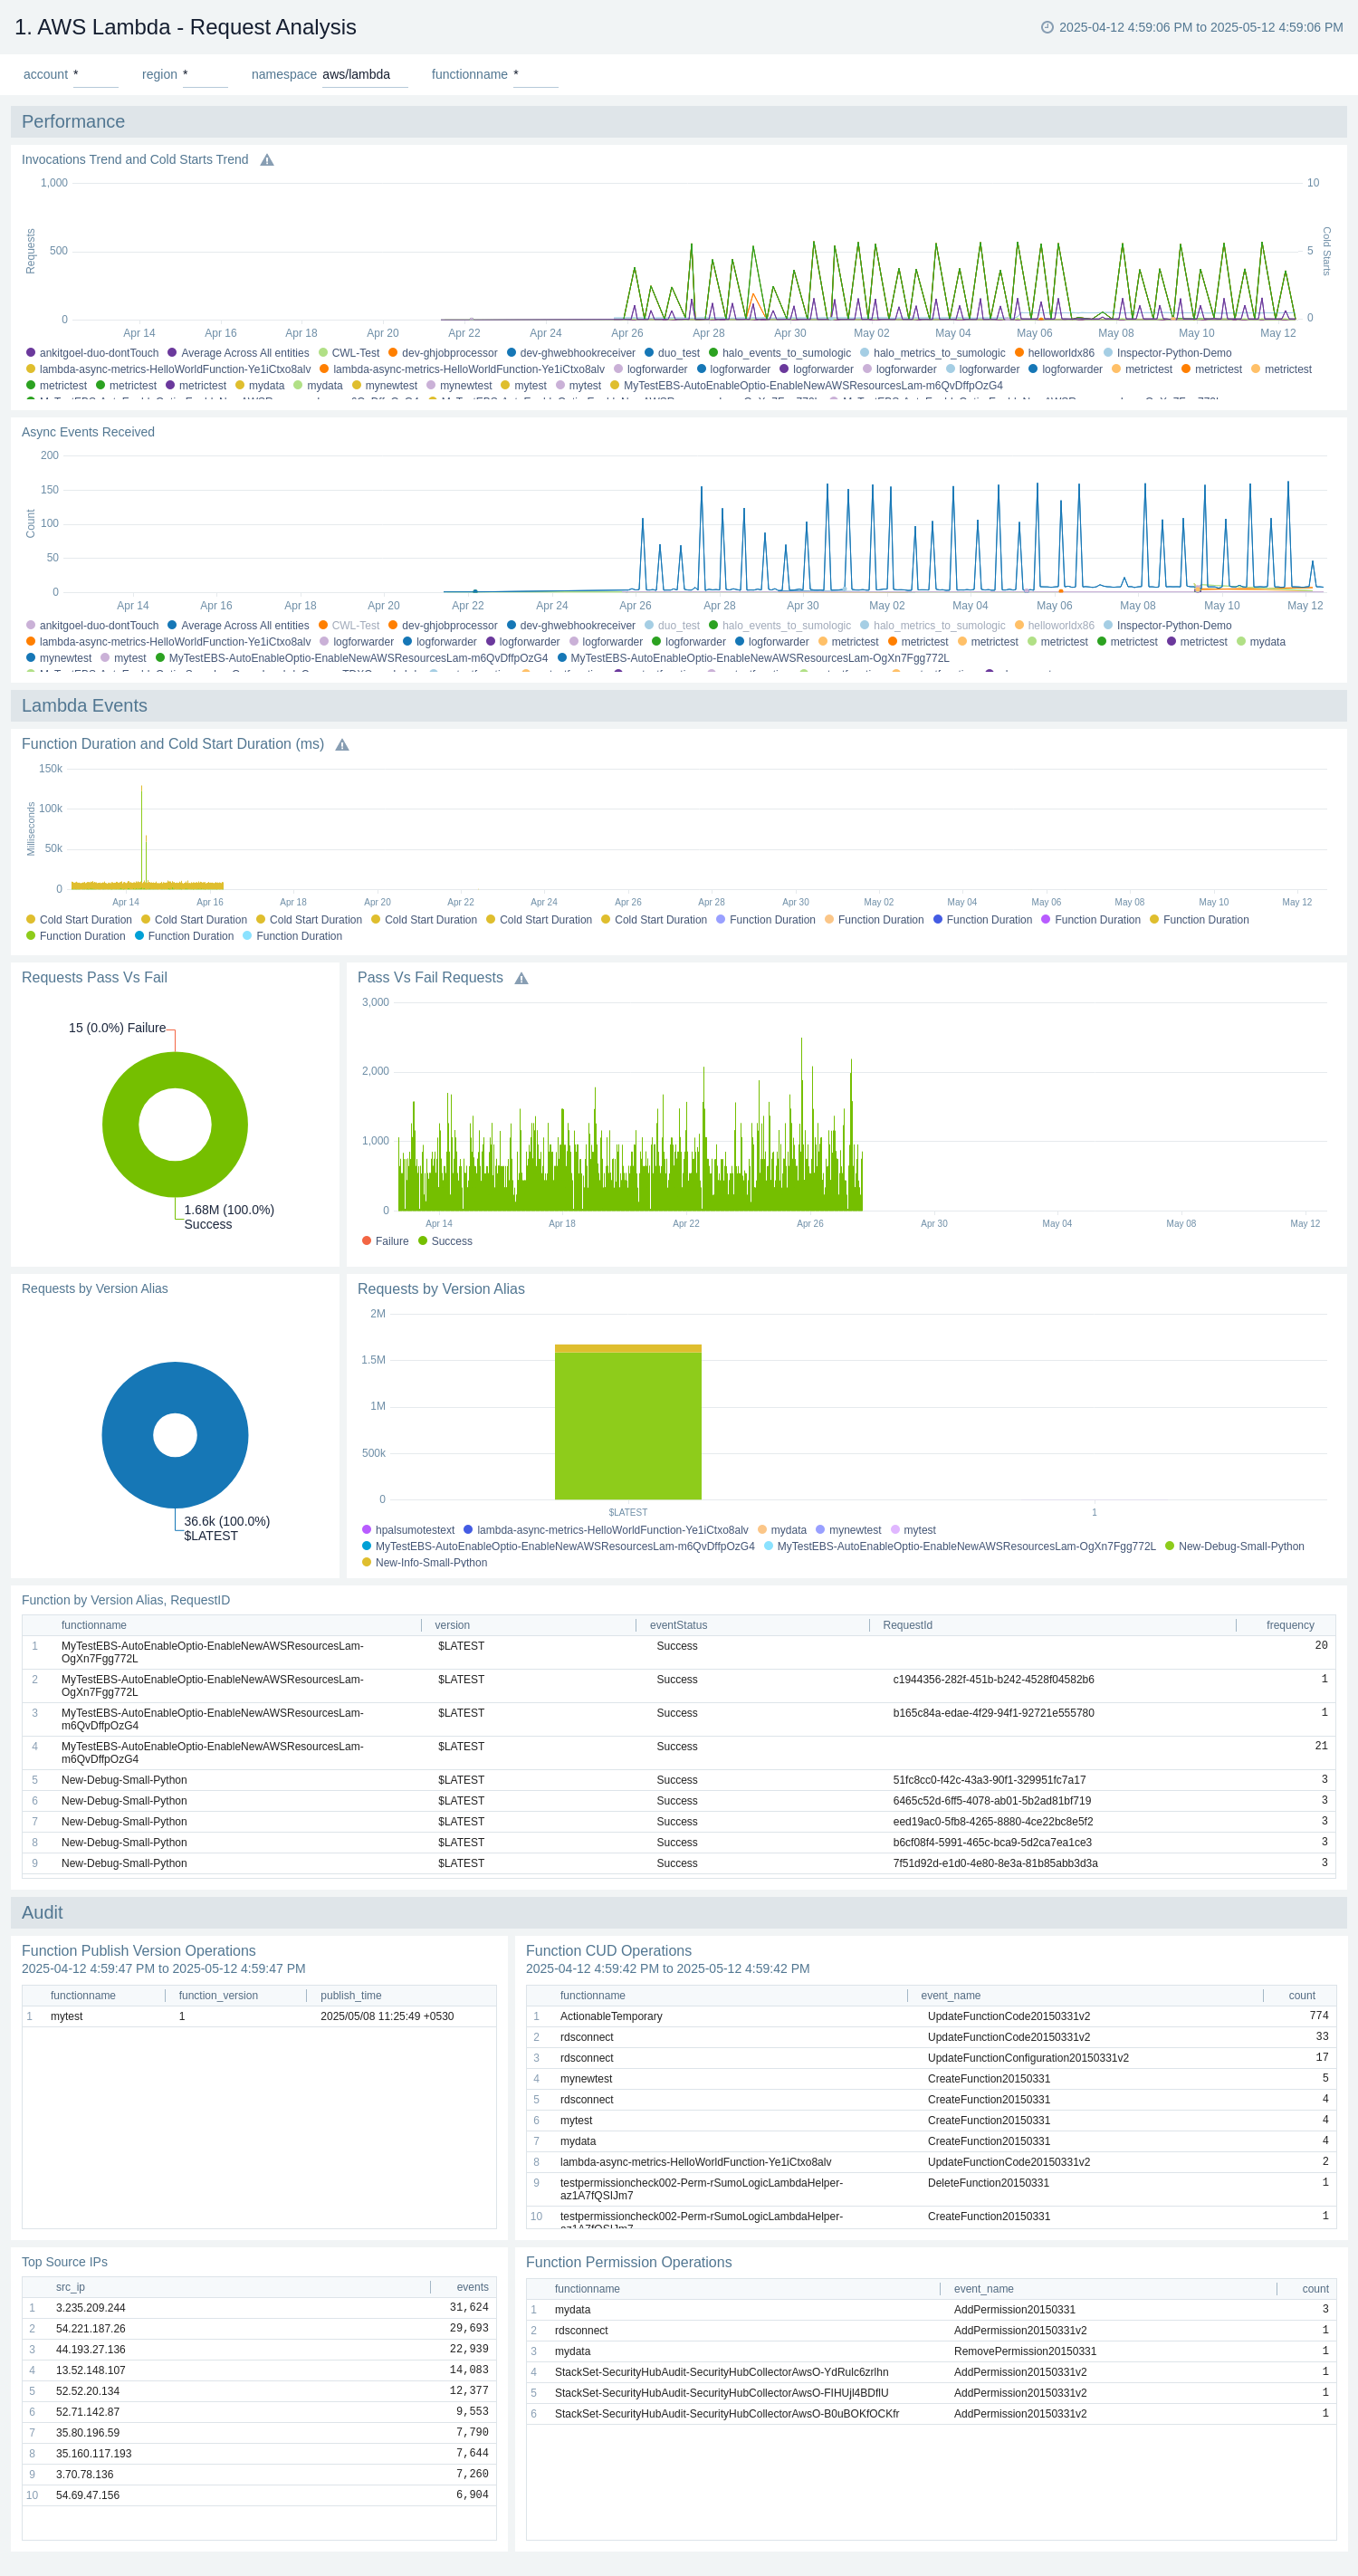 1. AWS Lambda - Request Analysis
2025-04-12 4:59:06 PM to 2025-05-12 4:59:06 PM
account * region * namespace aws/lambda functionname *
Performance
Invocations Trend and Cold Starts Trend
1,000 10
500 5
0 0
Requests
Cold Starts
Apr 14 Apr 16 Apr 18 Apr 20 Apr 22 Apr 24 Apr 26 Apr 28 Apr 30 May 02 May 04 May 06 May 08 May 10 May 12
ankitgoel-duo-dontTouch Average Across All entities CWL-Test dev-ghjobprocessor dev-ghwebhookreceiver duo_test halo_events_to_sumologic halo_metrics_to_sumologic helloworldx86 Inspector-Python-Demo
lambda-async-metrics-HelloWorldFunction-Ye1iCtxo8alv lambda-async-metrics-HelloWorldFunction-Ye1iCtxo8alv logforwarder logforwarder logforwarder logforwarder logforwarder logforwarder metrictest metrictest metrictest
metrictest metrictest metrictest mydata mydata mynewtest mynewtest mytest mytest MyTestEBS-AutoEnableOptio-EnableNewAWSResourcesLam-m6QvDffpOzG4
Async Events Received
200
150
100
50
0
Count
Apr 14 Apr 16 Apr 18 Apr 20 Apr 22 Apr 24 Apr 26 Apr 28 Apr 30 May 02 May 04 May 06 May 08 May 10 May 12
ankitgoel-duo-dontTouch Average Across All entities CWL-Test dev-ghjobprocessor dev-ghwebhookreceiver duo_test halo_events_to_sumologic halo_metrics_to_sumologic helloworldx86 Inspector-Python-Demo
lambda-async-metrics-HelloWorldFunction-Ye1iCtxo8alv logforwarder logforwarder logforwarder logforwarder logforwarder logforwarder metrictest metrictest metrictest metrictest metrictest metrictest mydata
mynewtest mytest MyTestEBS-AutoEnableOptio-EnableNewAWSResourcesLam-m6QvDffpOzG4 MyTestEBS-AutoEnableOptio-EnableNewAWSResourcesLam-OgXn7Fgg772L
Lambda Events
Function Duration and Cold Start Duration (ms)
150k
100k
50k
0
Milliseconds
Apr 14 Apr 16 Apr 18 Apr 20 Apr 22 Apr 24 Apr 26 Apr 28 Apr 30 May 02 May 04 May 06 May 08 May 10 May 12
Cold Start Duration Cold Start Duration Cold Start Duration Cold Start Duration Cold Start Duration Cold Start Duration Function Duration Function Duration Function Duration Function Duration Function Duration
Function Duration Function Duration Function Duration
Requests Pass Vs Fail
15 (0.0%) Failure
1.68M (100.0%)
Success
Pass Vs Fail Requests
3,000
2,000
1,000
0
Apr 14 Apr 18 Apr 22 Apr 26 Apr 30 May 04 May 08 May 12
Failure Success
Requests by Version Alias
36.6k (100.0%)
$LATEST
Requests by Version Alias
2M
1.5M
1M
500k
0
$LATEST 1
hpalsumotestext lambda-async-metrics-HelloWorldFunction-Ye1iCtxo8alv mydata mynewtest mytest
MyTestEBS-AutoEnableOptio-EnableNewAWSResourcesLam-m6QvDffpOzG4 MyTestEBS-AutoEnableOptio-EnableNewAWSResourcesLam-OgXn7Fgg772L New-Debug-Small-Python
New-Info-Small-Python
Function by Version Alias, RequestID
functionname version eventStatus RequestId frequency
1 MyTestEBS-AutoEnableOptio-EnableNewAWSResourcesLam- $LATEST Success 20
OgXn7Fgg772L
2 MyTestEBS-AutoEnableOptio-EnableNewAWSResourcesLam- $LATEST Success c1944356-282f-451b-b242-4528f04582b6 1
OgXn7Fgg772L
3 MyTestEBS-AutoEnableOptio-EnableNewAWSResourcesLam- $LATEST Success b165c84a-edae-4f29-94f1-92721e555780 1
m6QvDffpOzG4
4 MyTestEBS-AutoEnableOptio-EnableNewAWSResourcesLam- $LATEST Success 21
m6QvDffpOzG4
5 New-Debug-Small-Python $LATEST Success 51fc8cc0-f42c-43a3-90f1-329951fc7a17 3
6 New-Debug-Small-Python $LATEST Success 6465c52d-6ff5-4078-ab01-5b2ad81bf719 3
7 New-Debug-Small-Python $LATEST Success eed19ac0-5fb8-4265-8880-4ce22bc8e5f2 3
8 New-Debug-Small-Python $LATEST Success b6cf08f4-5991-465c-bca9-5d2ca7ea1ce3 3
9 New-Debug-Small-Python $LATEST Success 7f51d92d-e1d0-4e80-8e3a-81b85abb3d3a 3
Audit
Function Publish Version Operations
2025-04-12 4:59:47 PM to 2025-05-12 4:59:47 PM
functionname function_version publish_time
1 mytest 1 2025/05/08 11:25:49 +0530
Function CUD Operations
2025-04-12 4:59:42 PM to 2025-05-12 4:59:42 PM
functionname event_name count
1 ActionableTemporary UpdateFunctionCode20150331v2 774
2 rdsconnect UpdateFunctionCode20150331v2 33
3 rdsconnect UpdateFunctionConfiguration20150331v2 17
4 mynewtest CreateFunction20150331 5
5 rdsconnect CreateFunction20150331 4
6 mytest CreateFunction20150331 4
7 mydata CreateFunction20150331 4
8 lambda-async-metrics-HelloWorldFunction-Ye1iCtxo8alv UpdateFunctionCode20150331v2 2
9 testpermissioncheck002-Perm-rSumoLogicLambdaHelper- DeleteFunction20150331 1
az1A7fQSIJm7
10 testpermissioncheck002-Perm-rSumoLogicLambdaHelper- CreateFunction20150331 1
Top Source IPs
src_ip events
1 3.235.209.244 31,624
2 54.221.187.26 29,693
3 44.193.27.136 22,939
4 13.52.148.107 14,083
5 52.52.20.134 12,377
6 52.71.142.87 9,553
7 35.80.196.59 7,790
8 35.160.117.193 7,644
9 3.70.78.136 7,260
10 54.69.47.156 6,904
Function Permission Operations
functionname event_name count
1 mydata AddPermission20150331 3
2 rdsconnect AddPermission20150331v2 1
3 mydata RemovePermission20150331 1
4 StackSet-SecurityHubAudit-SecurityHubCollectorAwsO-YdRulc6zrlhn AddPermission20150331v2 1
5 StackSet-SecurityHubAudit-SecurityHubCollectorAwsO-FIHUjl4BDflU AddPermission20150331v2 1
6 StackSet-SecurityHubAudit-SecurityHubCollectorAwsO-B0uBOKfOCKfr AddPermission20150331v2 1